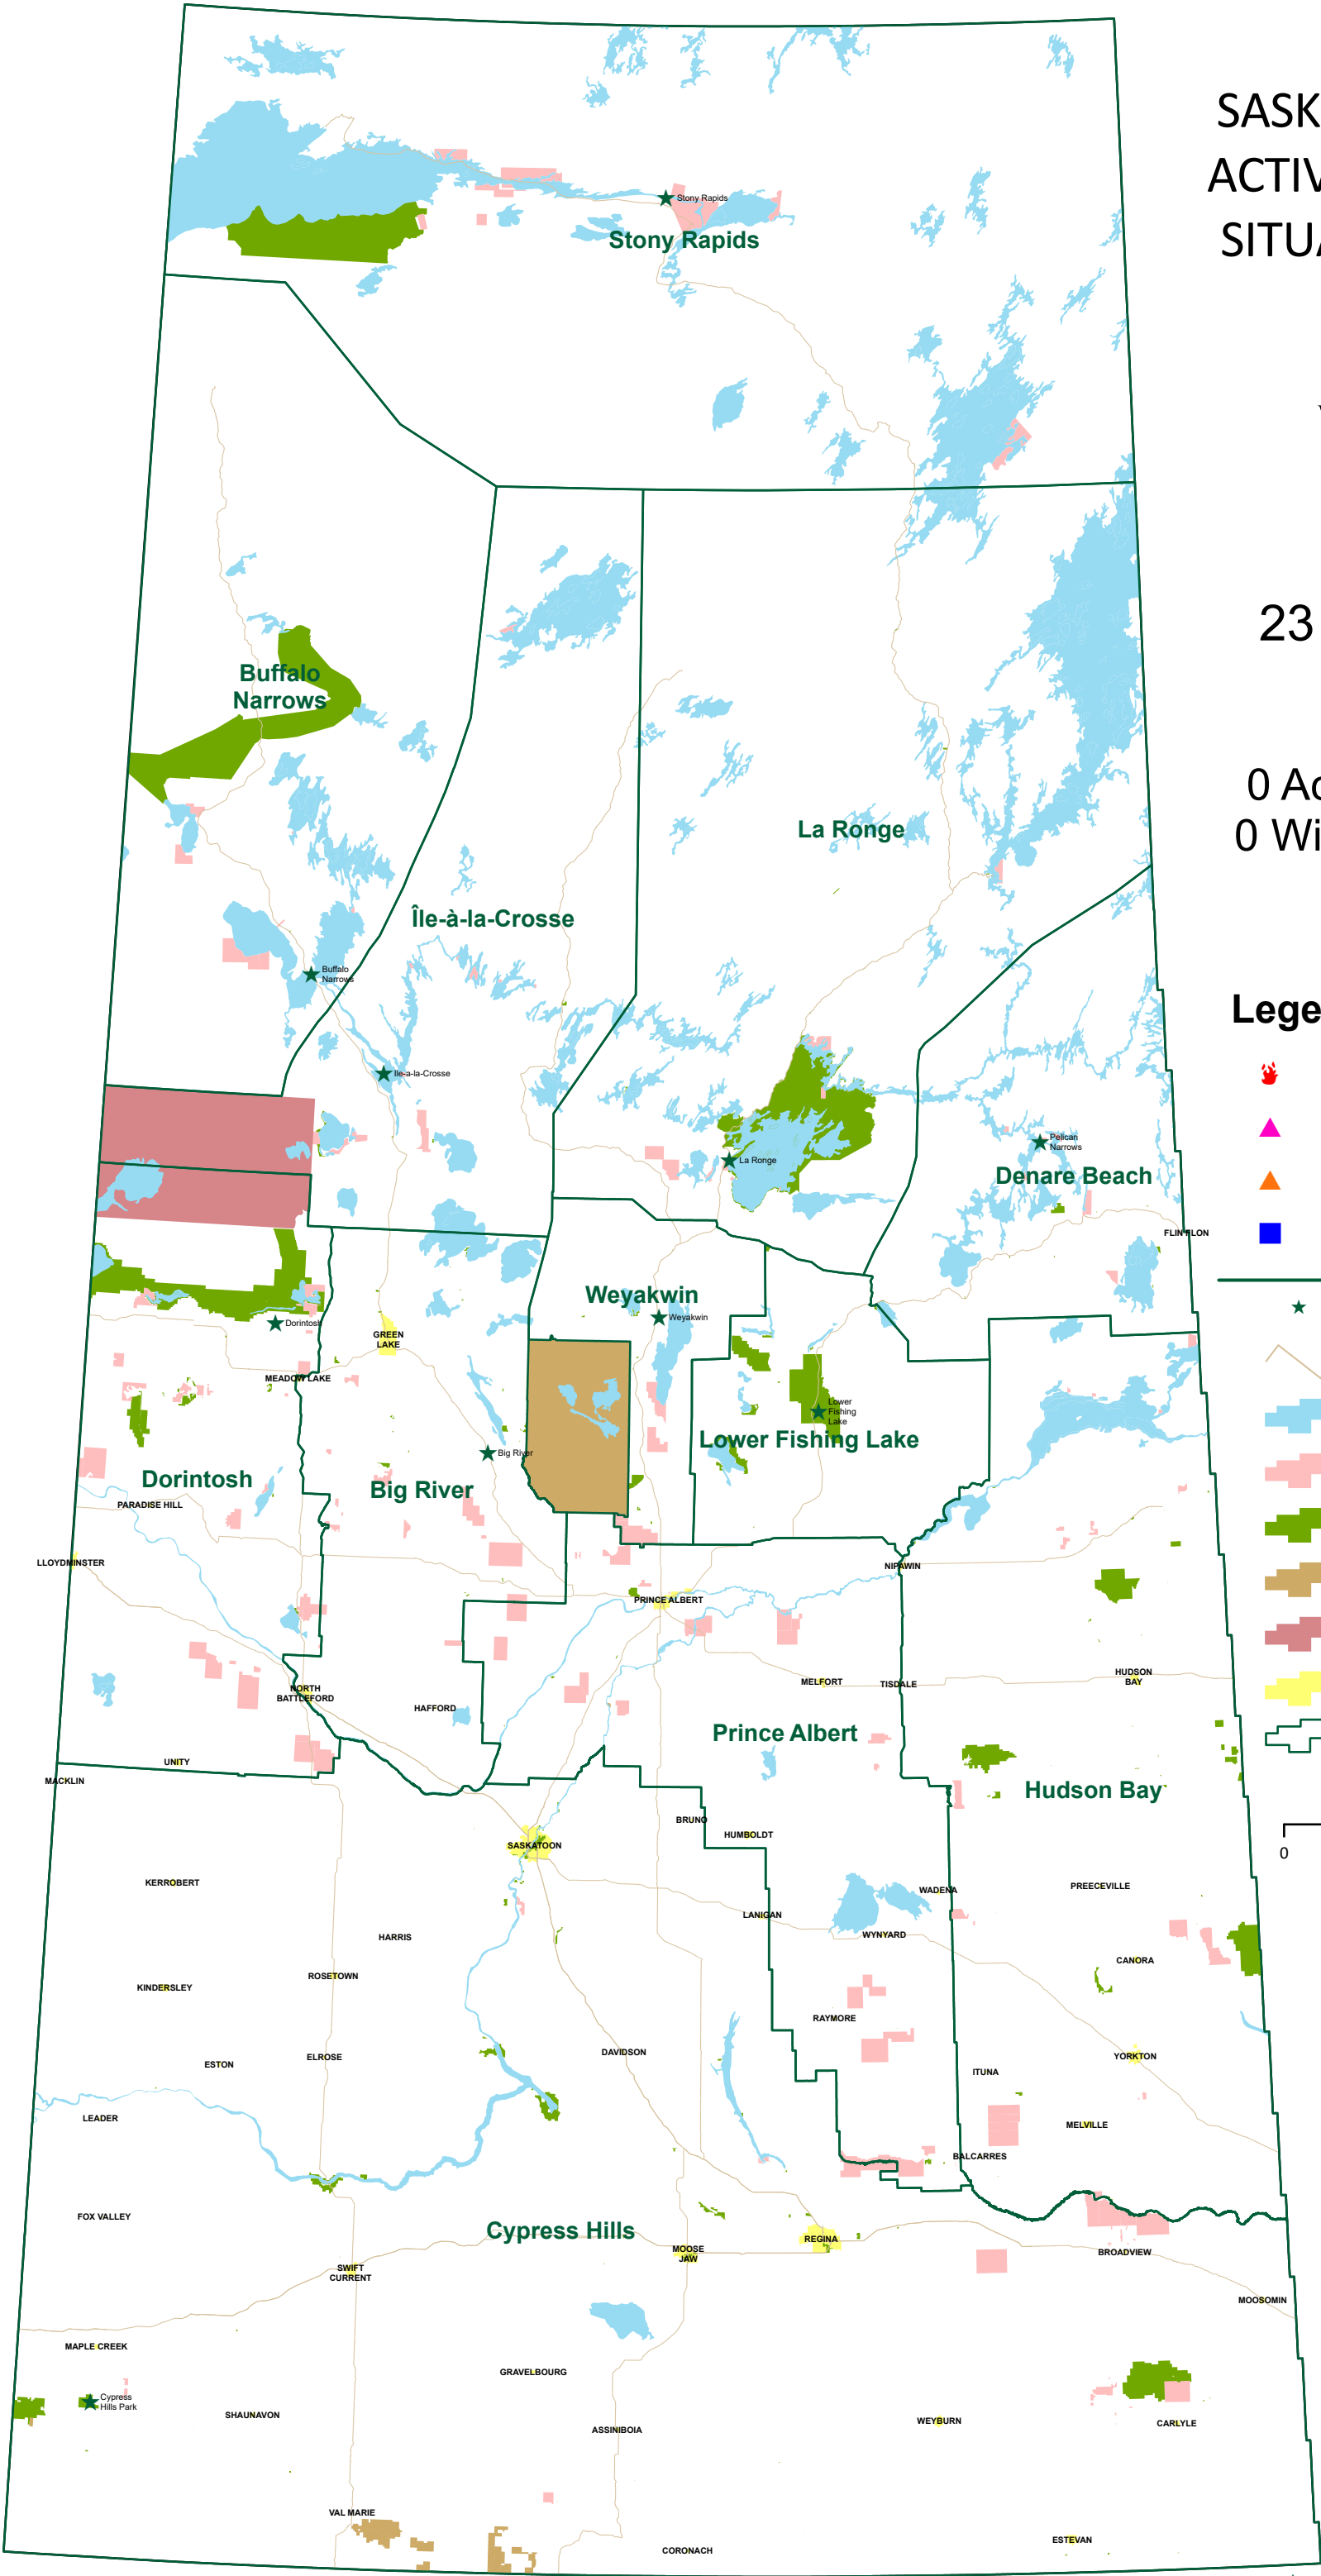 SASK
ACTIV
SITUA
Stony Rapids
Stony Rapids
23
Buffalo
Narrows
0 Ac
0 Wi
La Ronge
Île-à-la-Crosse
Buffalo
Narrows
Lege
Ile-a-la-Crosse
Pelican
Narrows
La Ronge
Denare Beach
FLIN FLON
Weyakwin
Weyakwin
Dorintosh
GREEN
LAKE
MEADOW LAKE
Lower
Fishing
Lake
Lower Fishing Lake
Big River
Dorintosh
Big River
PARADISE HILL
LLOYDMINSTER
NIPAWIN
PRINCE ALBERT
HUDSON
BAY
MELFORT
TISDALE
NORTH
BATTLEFORD
HAFFORD
Prince Albert
UNITY
MACKLIN
Hudson Bay
BRUNO
HUMBOLDT
SASKATOON
0
KERROBERT
PREECEVILLE
WADENA
LANIGAN
WYNYARD
HARRIS
CANORA
ROSETOWN
KINDERSLEY
RAYMORE
DAVIDSON
YORKTON
ELROSE
ESTON
ITUNA
LEADER
MELVILLE
BALCARRES
FOX VALLEY
Cypress Hills
REGINA
MOOSE
JAW
BROADVIEW
SWIFT
CURRENT
MOOSOMIN
MAPLE CREEK
GRAVELBOURG
Cypress
Hills Park
SHAUNAVON
WEYBURN
CARLYLE
ASSINIBOIA
VAL MARIE
ESTEVAN
CORONACH